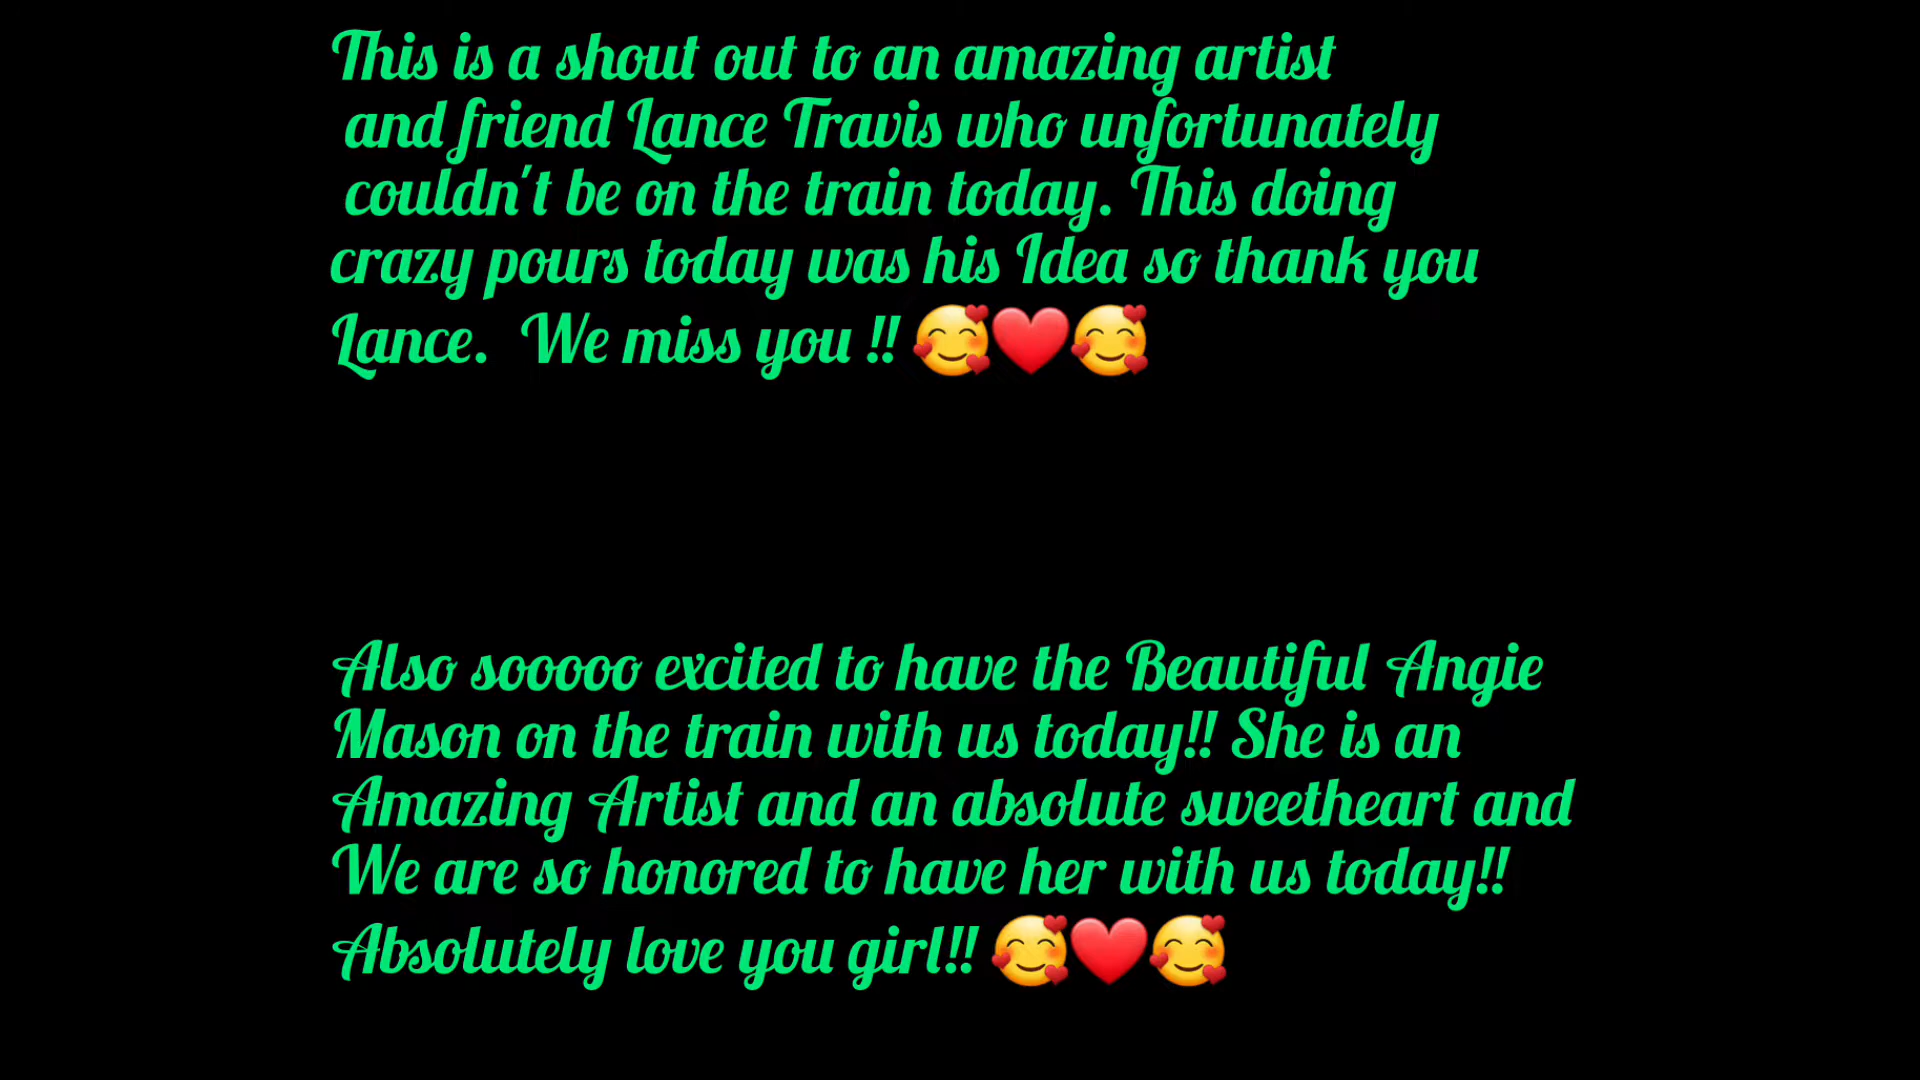 This is a shout out to an amazing artist
and friend Lance Travis who unfortunately
couldn't be on the train today. This doing
crazy pours today was his Idea so thank you
Lance. We miss you !! 🥰❤️🥰
Also sooooo excited to have the Beautiful Angie
Mason on the train with us today!! She is an
Amazing Artist and an absolute sweetheart and
We are so honored to have her with us today!!
Absolutely love you girl!! 🥰❤️🥰